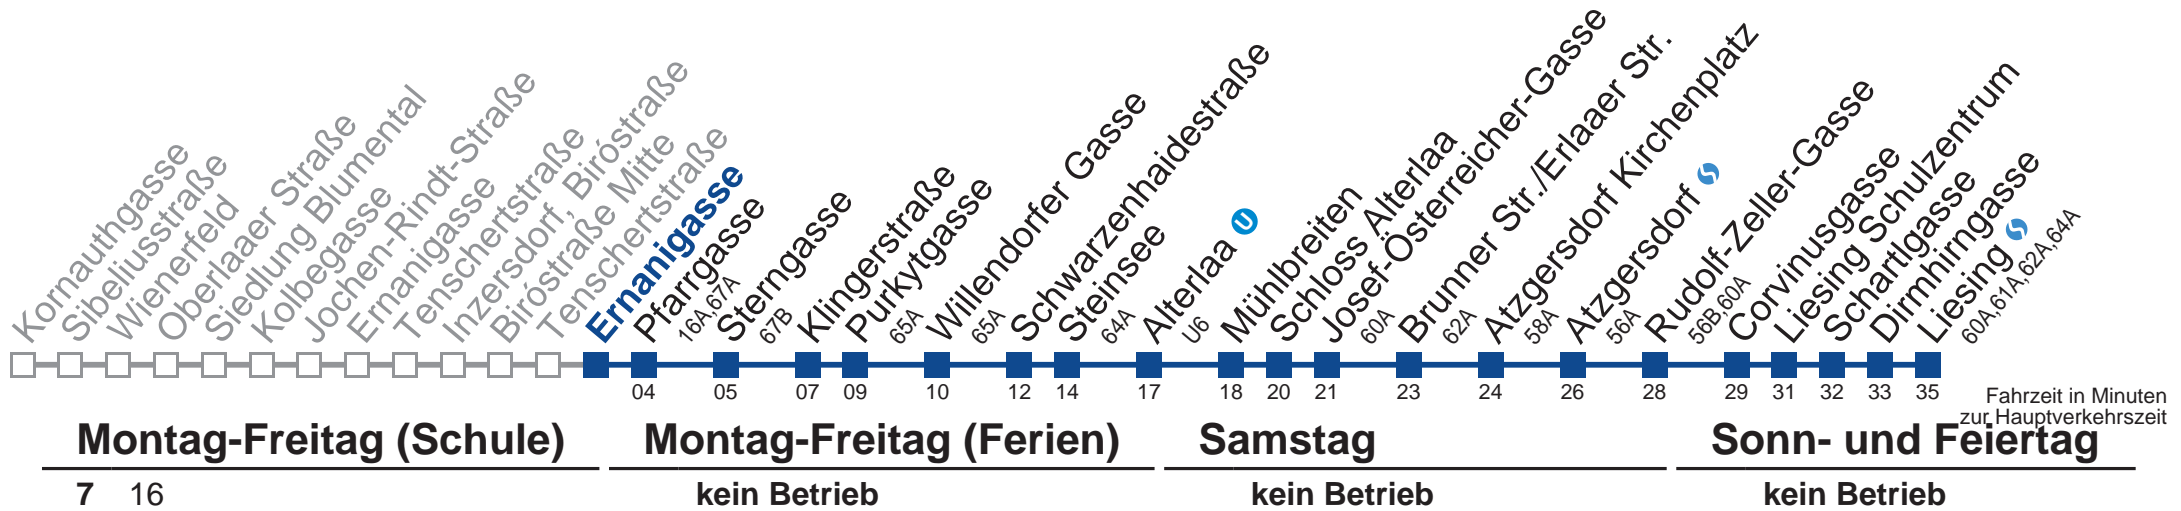 Kornauthgasse
Sibeliusstraße
Wienerfeld
Oberlaaer Straße
Siedlung Blumental
Kolbegasse
Jochen-Rindt-Straße
Ernanigasse
Tenschertstraße
Inzersdorf, Biróstraße
Biróstraße Mitte
Tenschertstraße
Ernanigasse
Pfarrgasse
16A,67A
Sterngasse
67B
Klingerstraße
Purkytgasse
65A
Willendorfer Gasse
65A
Schwarzenhaidestraße
Steinsee
64A
Alterlaa U
U6
Mühlbreiten
Schloss Alterlaa
Josef-Österreicher-Gasse
60A
Brunner Str./Erlaaer Str.
62A
Atzgersdorf Kirchenplatz
58A
Atzgersdorf S
56A
Rudolf-Zeller-Gasse
56B,60A
Corvinusgasse
Liesing Schulzentrum
Schartlgasse
Dirmhirngasse
Liesing S
60A,61A,62A,64A
04 05 07 09 10 12 14 17 18 20 21 23 24 26 28 29 31 32 33 35
Fahrzeit in Minuten
zur Hauptverkehrszeit
Montag-Freitag (Schule) Montag-Freitag (Ferien) Samstag Sonn- und Feiertag
7 16 kein Betrieb kein Betrieb kein Betrieb